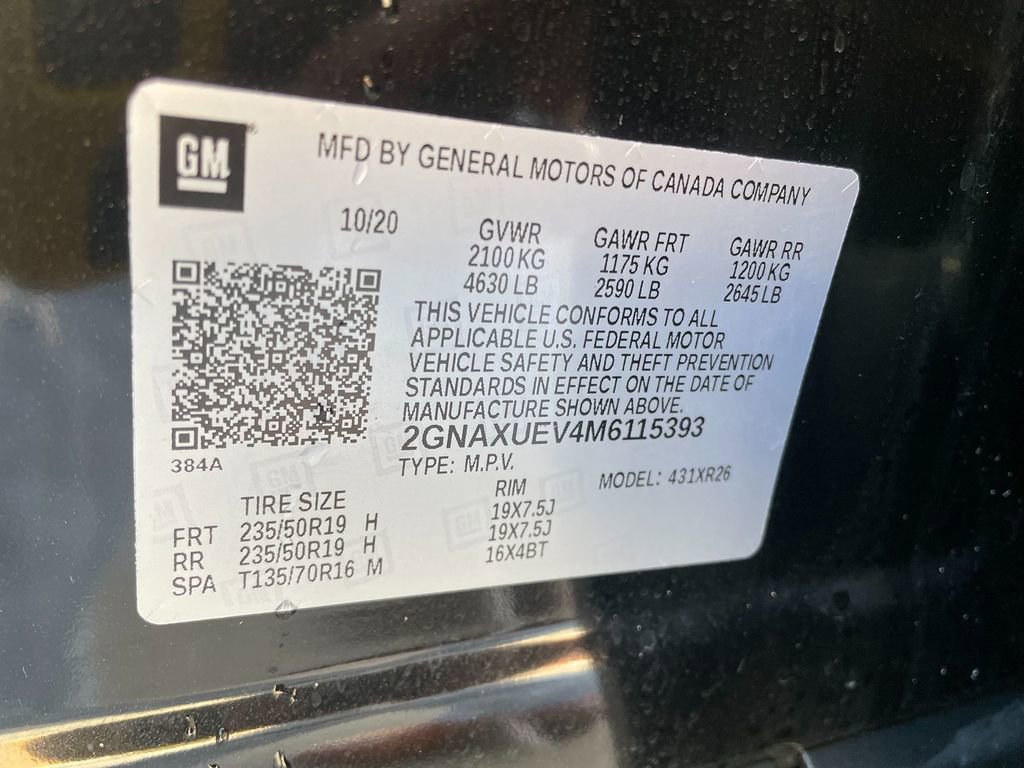 GM
MFD BY GENERAL MOTORS OF CANADA COMPANY
10/20
GVWR GAWR FRT GAWR RR
2100 KG 1175 KG 1200 KG
4630 LB 2590 LB 2645 LB
THIS VEHICLE CONFORMS TO ALL
APPLICABLE U.S. FEDERAL MOTOR
VEHICLE SAFETY AND THEFT PREVENTION
STANDARDS IN EFFECT ON THE DATE OF
MANUFACTURE SHOWN ABOVE.
2GNAXUEV4M6115393
384A
TYPE: M.P.V. MODEL: 431XR26
TIRE SIZE RIM
FRT 235/50R19 H 19X7.5J
RR 235/50R19 H 19X7.5J
SPA T135/70R16 M 16X4BT